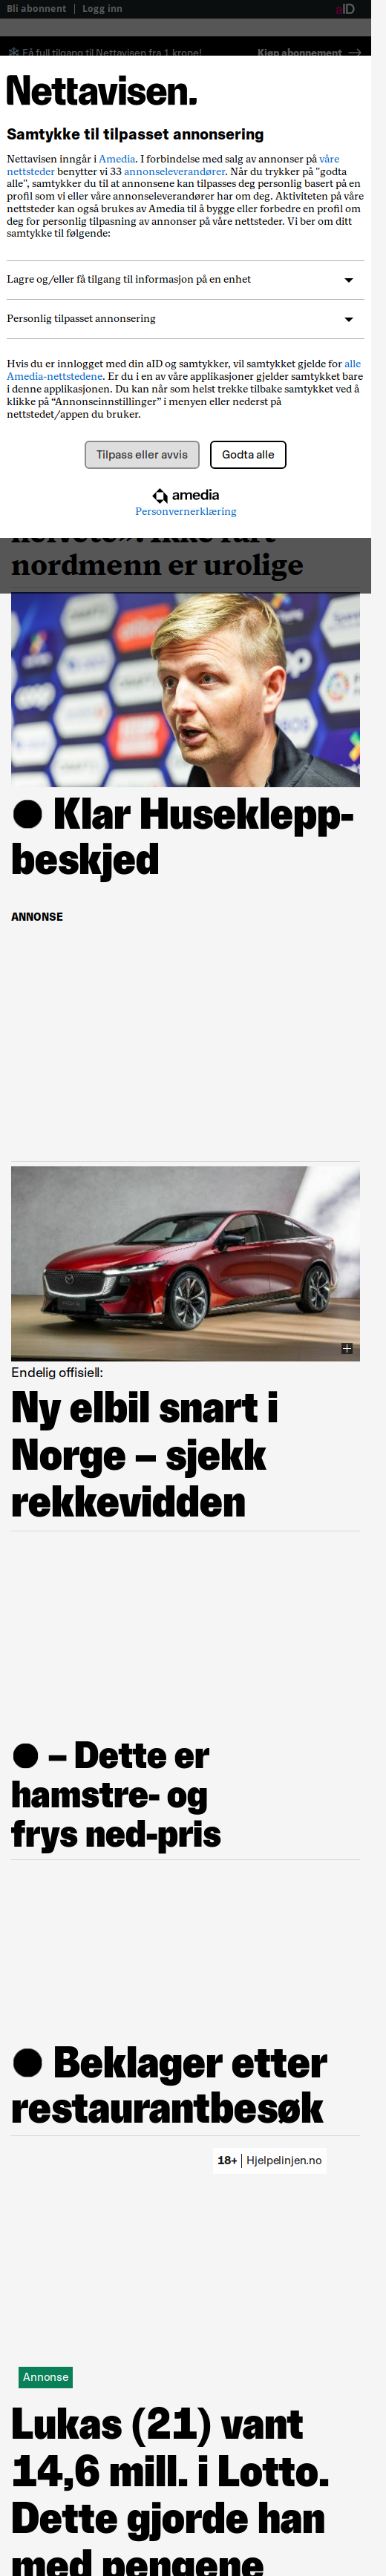 Bli abonnent | Logg inn
aID
Få full tilgang til Nettavisen fra 1 krone!
Kjøp abonnement →
Nettavisen.
Samtykke til tilpasset annonsering
Nettavisen inngår i Amedia. I forbindelse med salg av annonser på våre
nettsteder benytter vi 33 annonseleverandører. Når du trykker på "godta
alle", samtykker du til at annonsene kan tilpasses deg personlig basert på en
profil som vi eller våre annonseleverandører har om deg. Aktiviteten på våre
nettsteder kan også brukes av Amedia til å bygge eller forbedre en profil om
deg for personlig tilpasning av annonser på våre nettsteder. Vi ber om ditt
samtykke til følgende:
Lagre og/eller få tilgang til informasjon på en enhet
Personlig tilpasset annonsering
Hvis du er innlogget med din aID og samtykker, vil samtykket gjelde for alle
Amedia-nettstedene. Er du i en av våre applikasjoner gjelder samtykket bare
i denne applikasjonen. Du kan når som helst trekke tilbake samtykket ved å
klikke på “Annonseinnstillinger” i menyen eller nederst på
nettstedet/appen du bruker.
Tilpass eller avvis
Godta alle
amedia
Personvernerklæring
nordmenn er urolige
Klar Huseklepp-
beskjed
ANNONSE
Endelig offisiell:
Ny elbil snart i
Norge – sjekk
rekkevidden
– Dette er
hamstre- og
frys ned-pris
Beklager etter
restaurantbesøk
18+ | Hjelpelinjen.no
Annonse
Lukas (21) vant
14,6 mill. i Lotto.
Dette gjorde han
med pengene